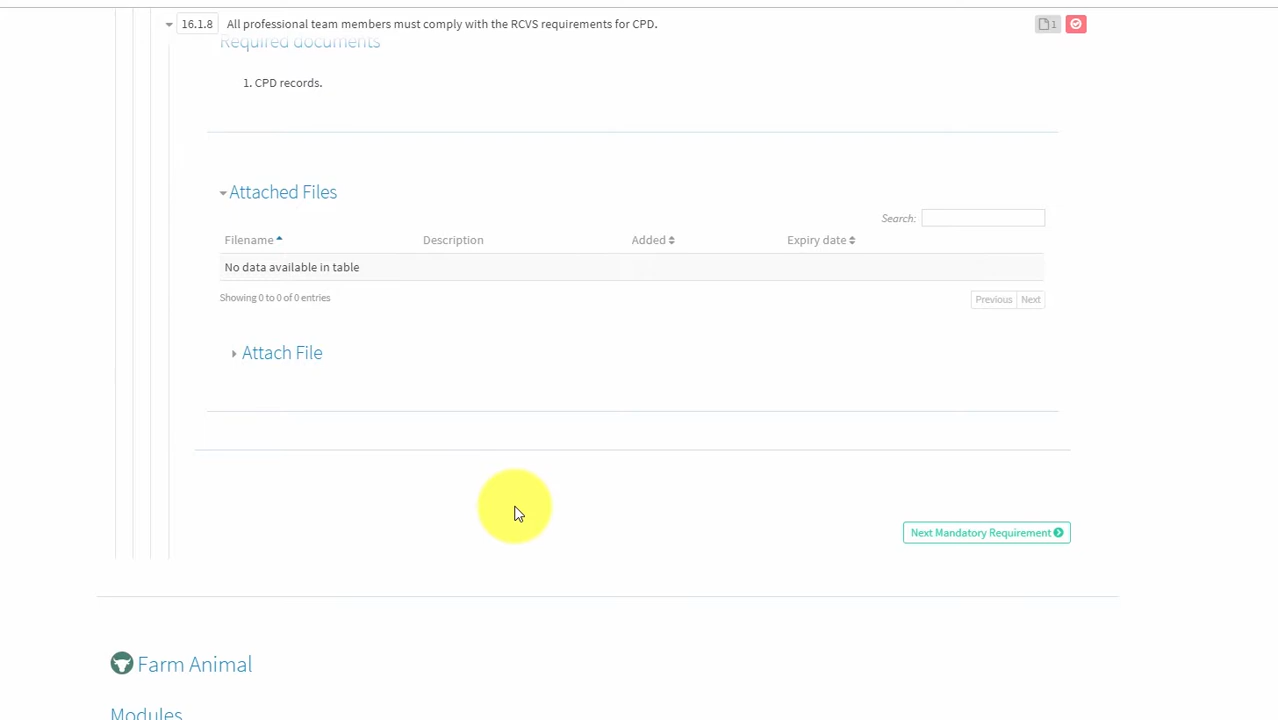 16.1.8 All professional team members must comply with the RCVS requirements for CPD. 1
Required documents
1. CPD records.
Attached Files
Search:
Filename Description Added Expiry date
No data available in table
Showing 0 to 0 of 0 entries Previous Next
Attach File
Next Mandatory Requirement
Farm Animal
Modules